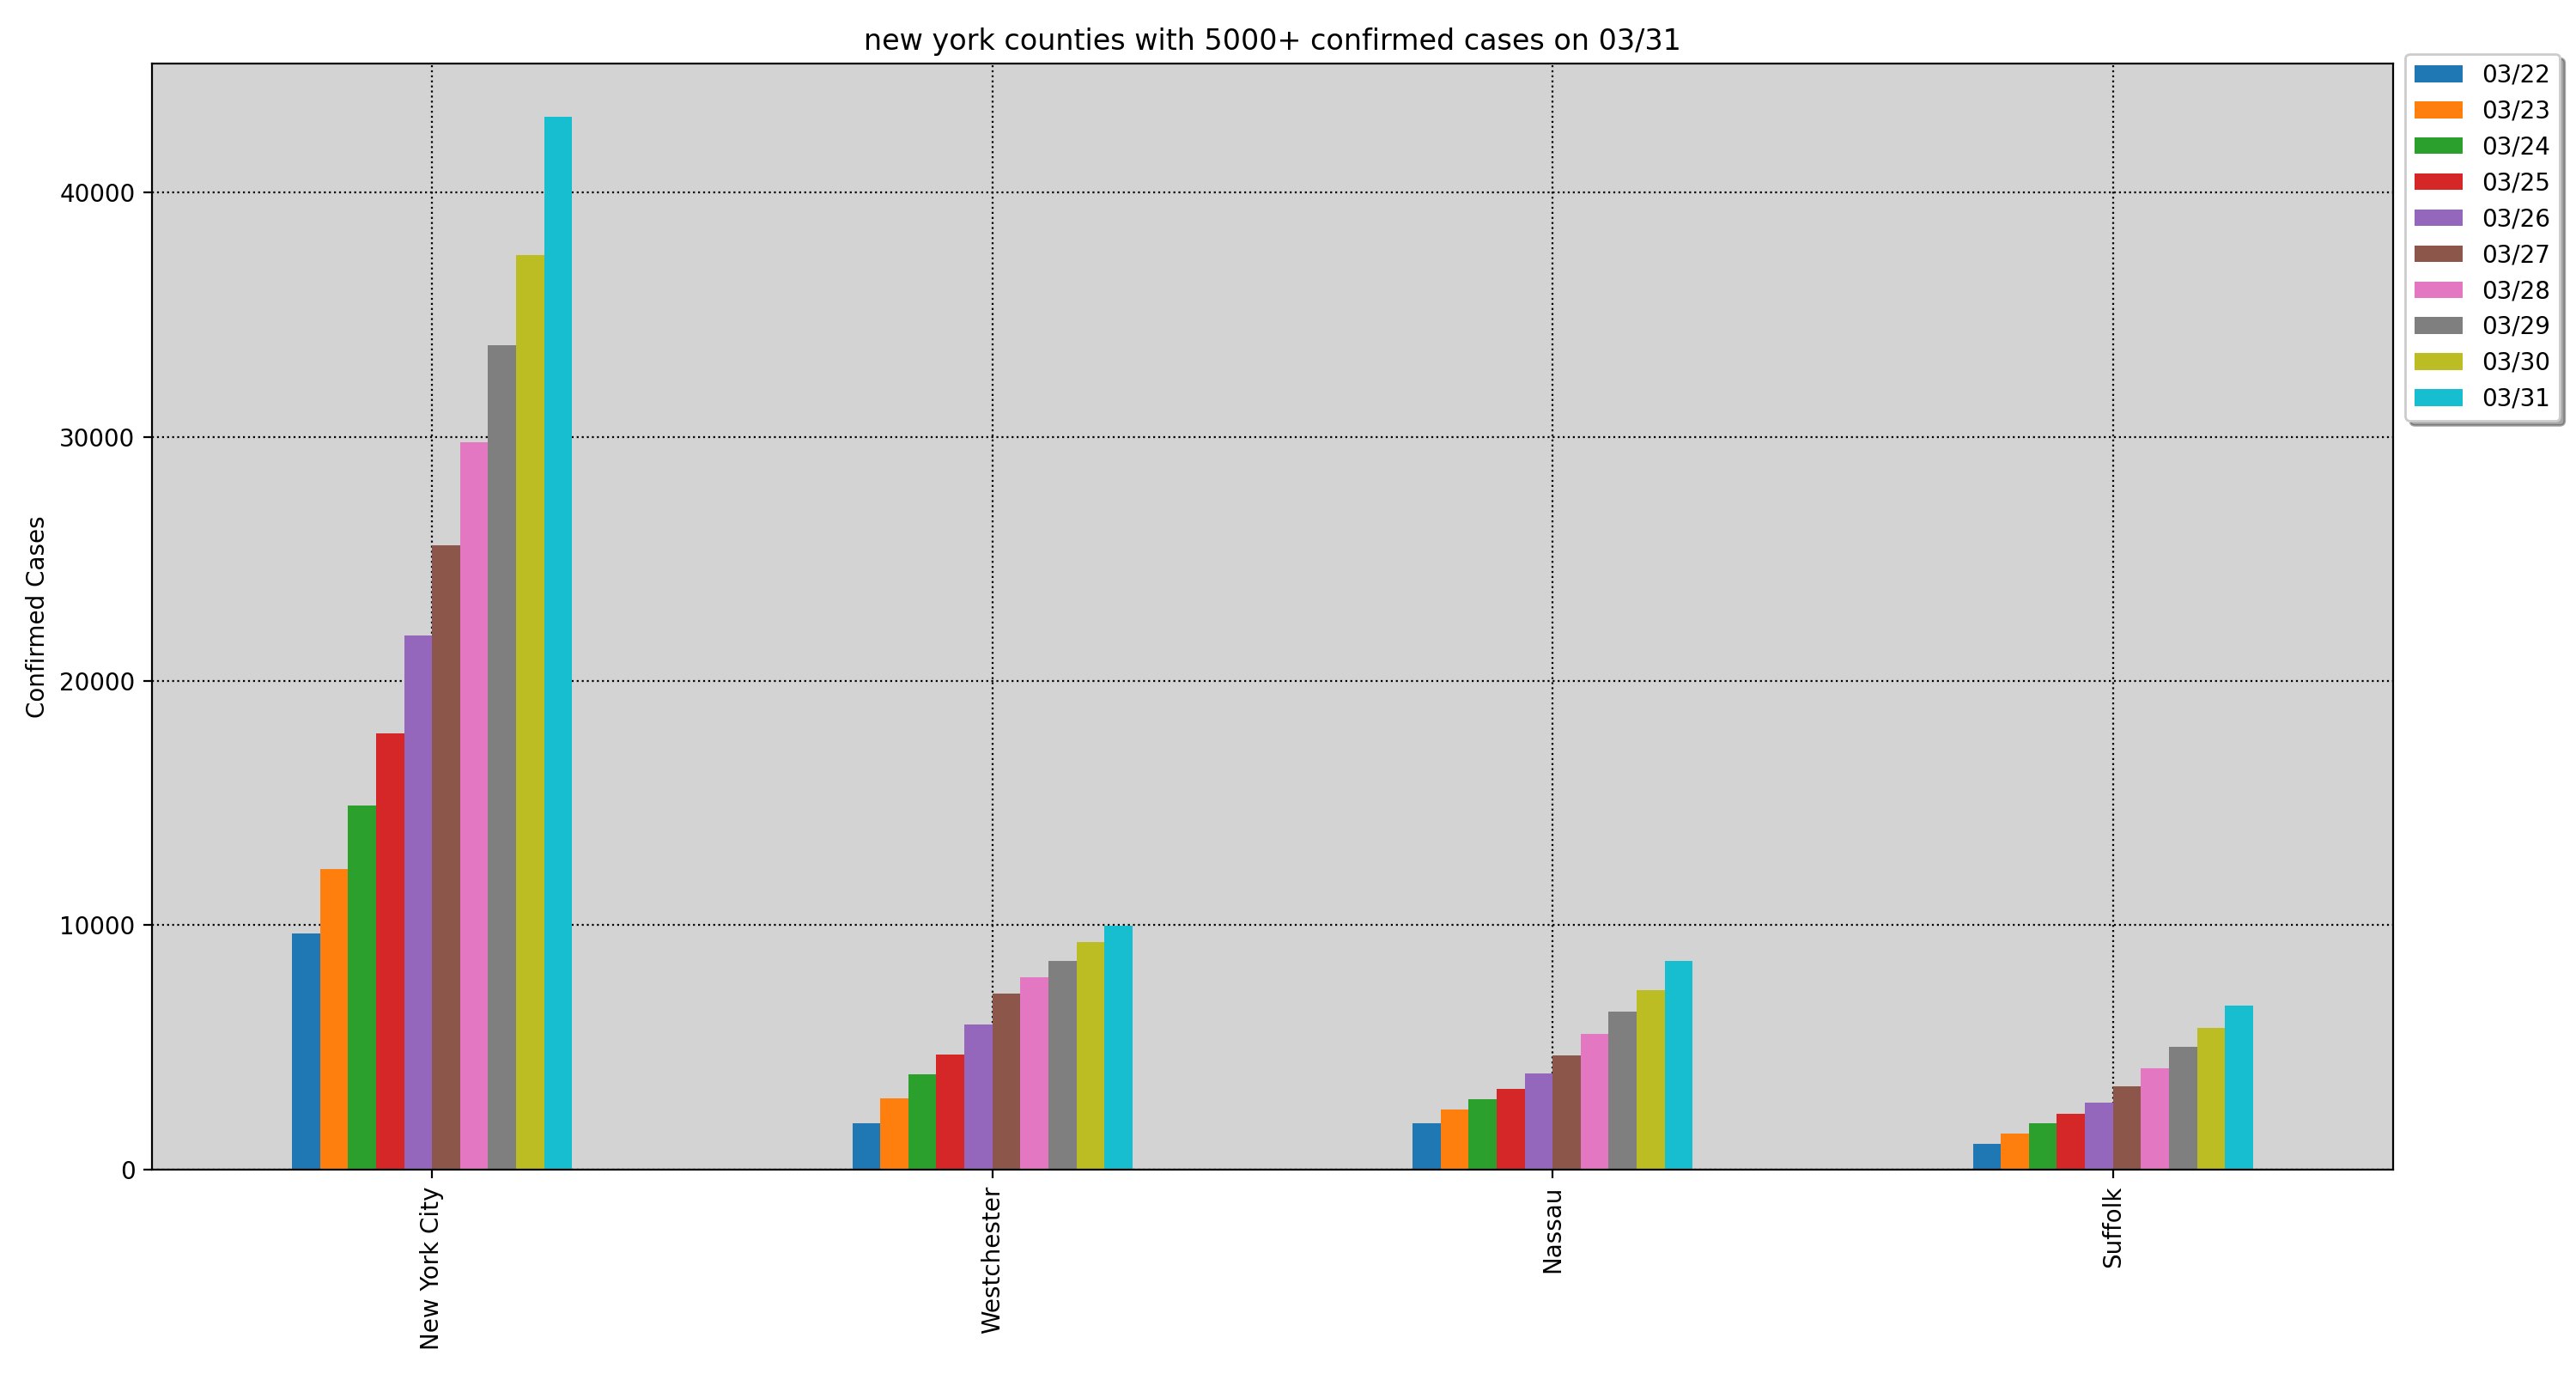 new york counties with 5000+ confirmed cases on 03/31
03/22
03/23
03/24
03/25
03/26
03/27
03/28
03/29
03/30
03/31
Confirmed Cases
40000
30000
20000
10000
0
New York City
Westchester
Nassau
Suffolk